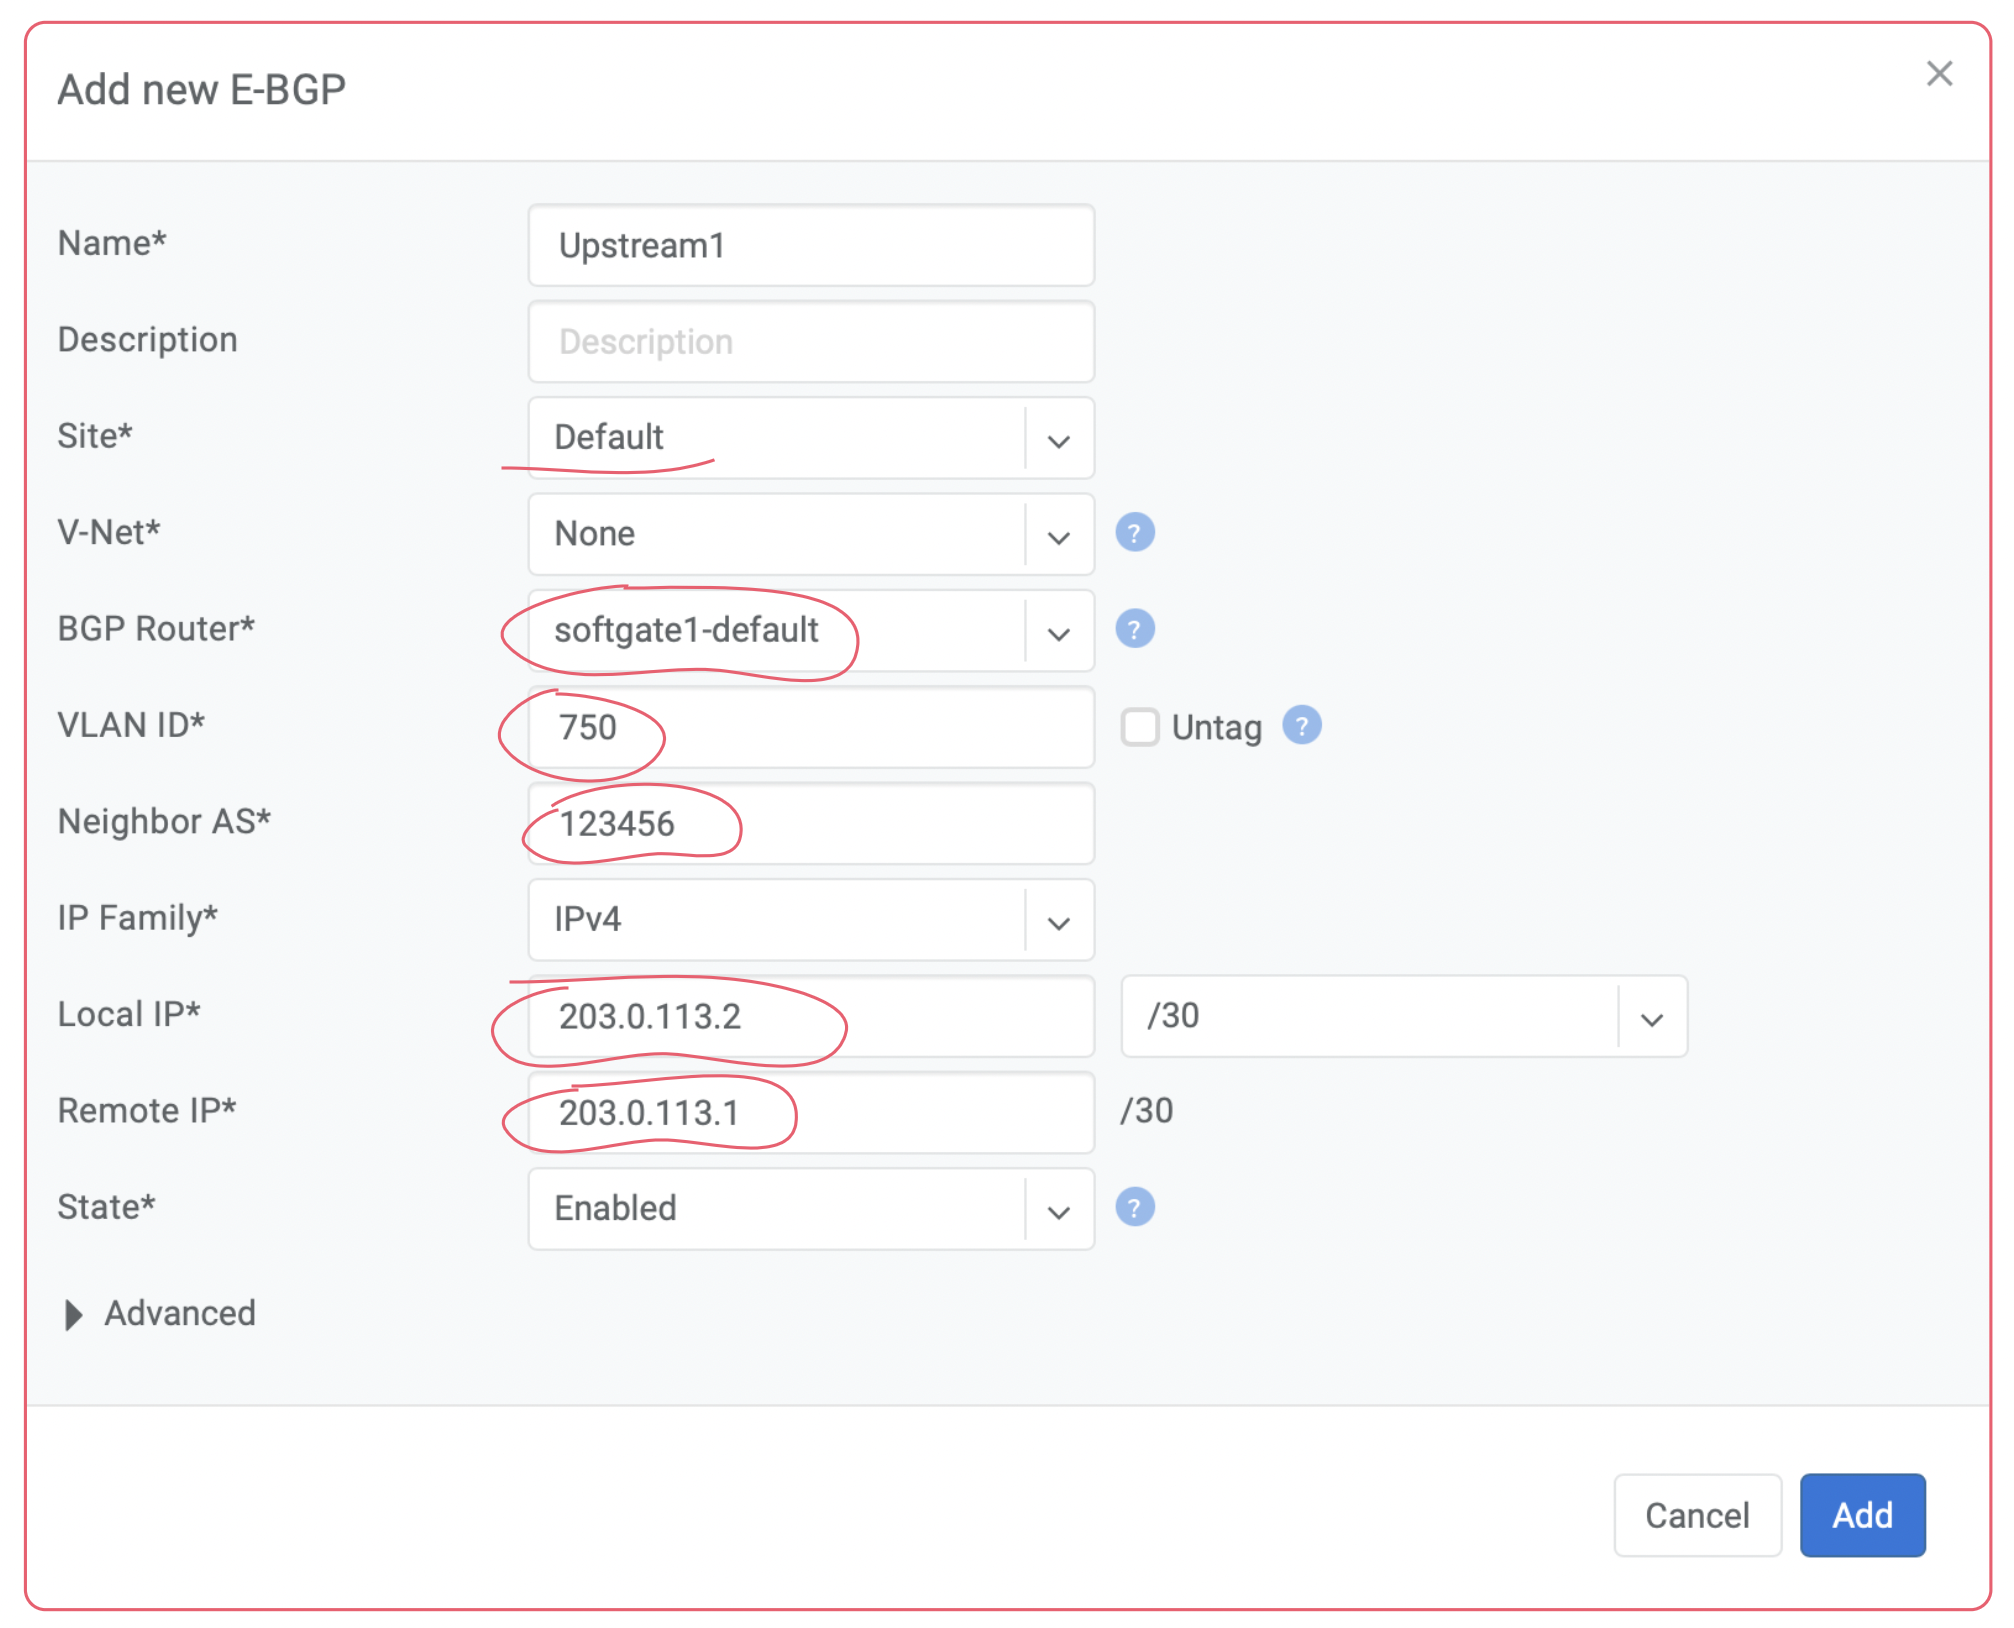 Add new E-BGP
Name* Upstream1
Description Description
Site* Default
V-Net* None ?
BGP Router* softgate1-default ?
VLAN ID* 750 Untag ?
Neighbor AS* 123456
IP Family* IPv4
Local IP* 203.0.113.2 /30
Remote IP* 203.0.113.1 /30
State* Enabled ?
Advanced
Cancel Add